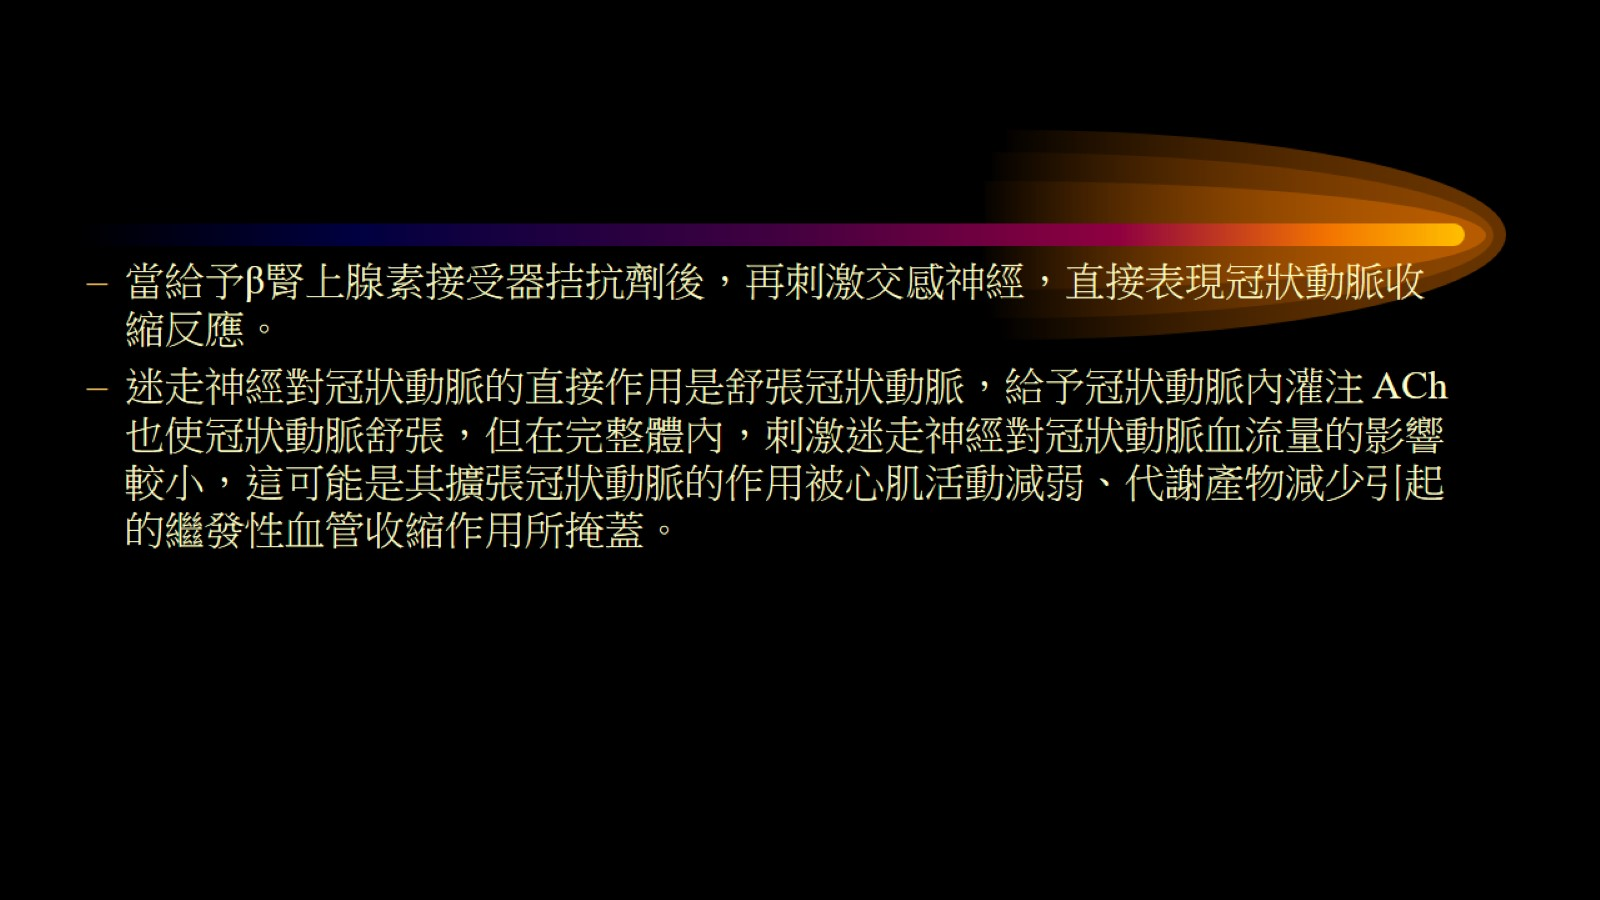 – 當給予β腎上腺素接受器拮抗劑後，再刺激交感神經，直接表現冠狀動脈收
縮反應。
– 迷走神經對冠狀動脈的直接作用是舒張冠狀動脈，給予冠狀動脈內灌注 ACh
也使冠狀動脈舒張，但在完整體內，刺激迷走神經對冠狀動脈血流量的影響
較小，這可能是其擴張冠狀動脈的作用被心肌活動減弱、代謝產物減少引起
的繼發性血管收縮作用所掩蓋。